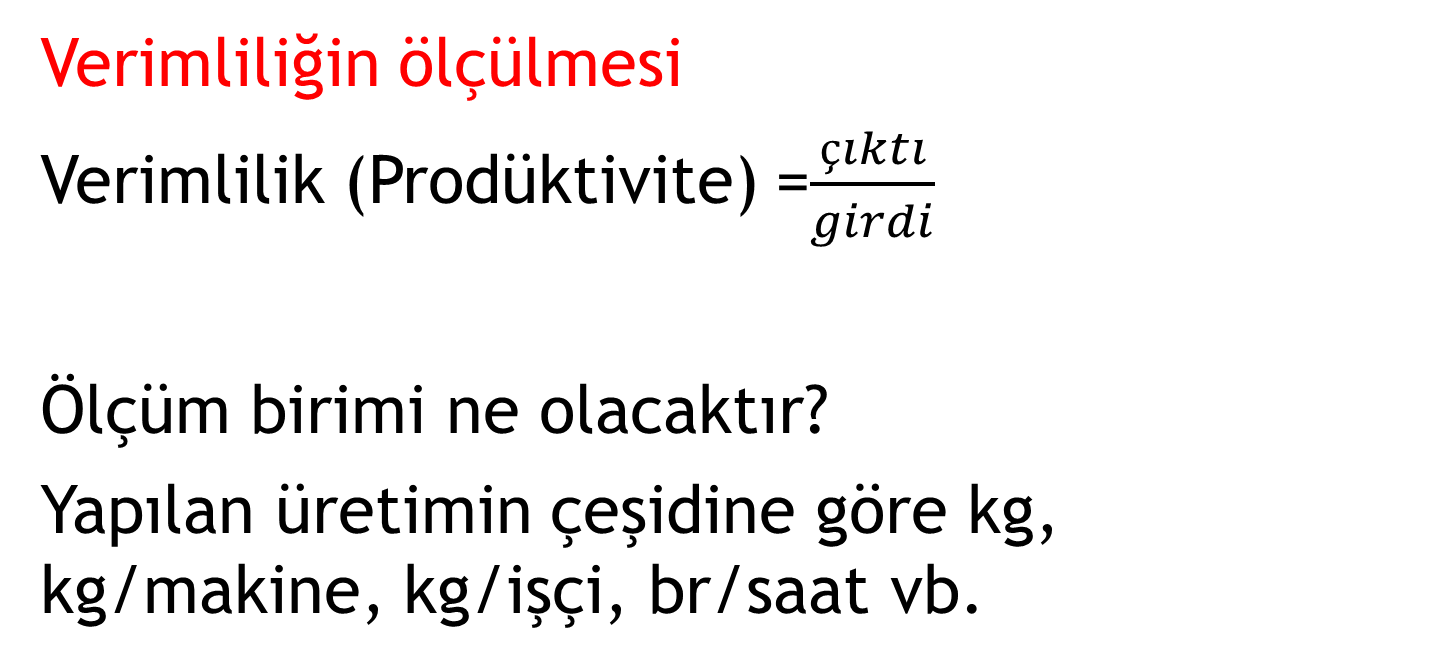 Verimliliğin ölçülmesi
Verimlilik (Prodüktivite) =çıktı/girdi
Ölçüm birimi ne olacaktır?
Yapılan üretimin çeşidine göre kg,
kg/makine, kg/işçi, br/saat vb.